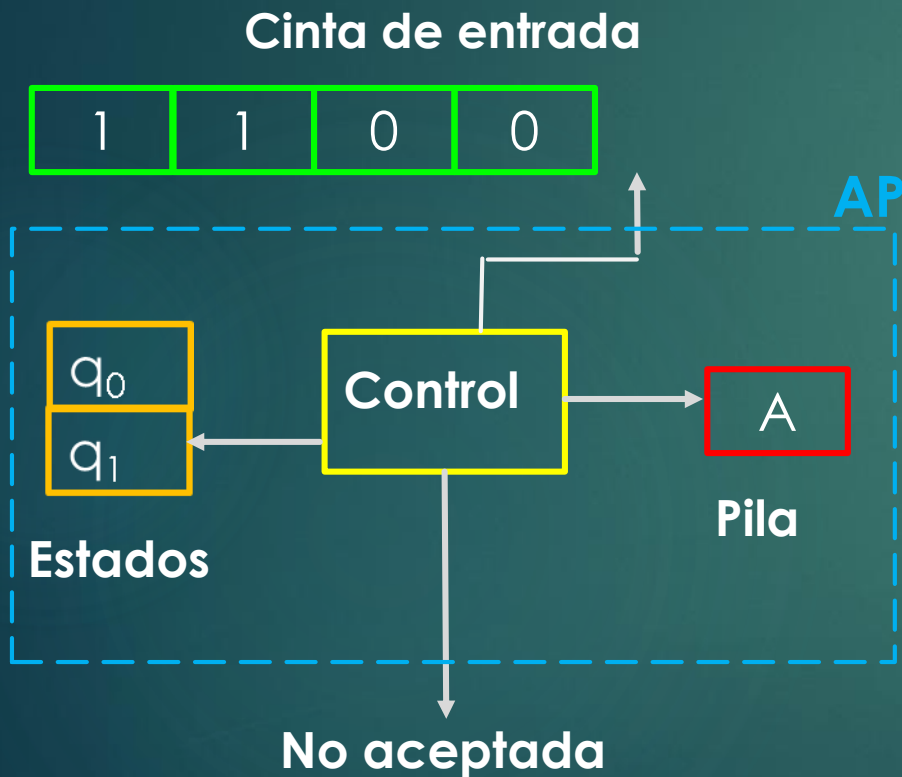 Cinta de entrada
1 1 0 0
AP
q₀
Control
A
q₁
Pila
Estados
No aceptada